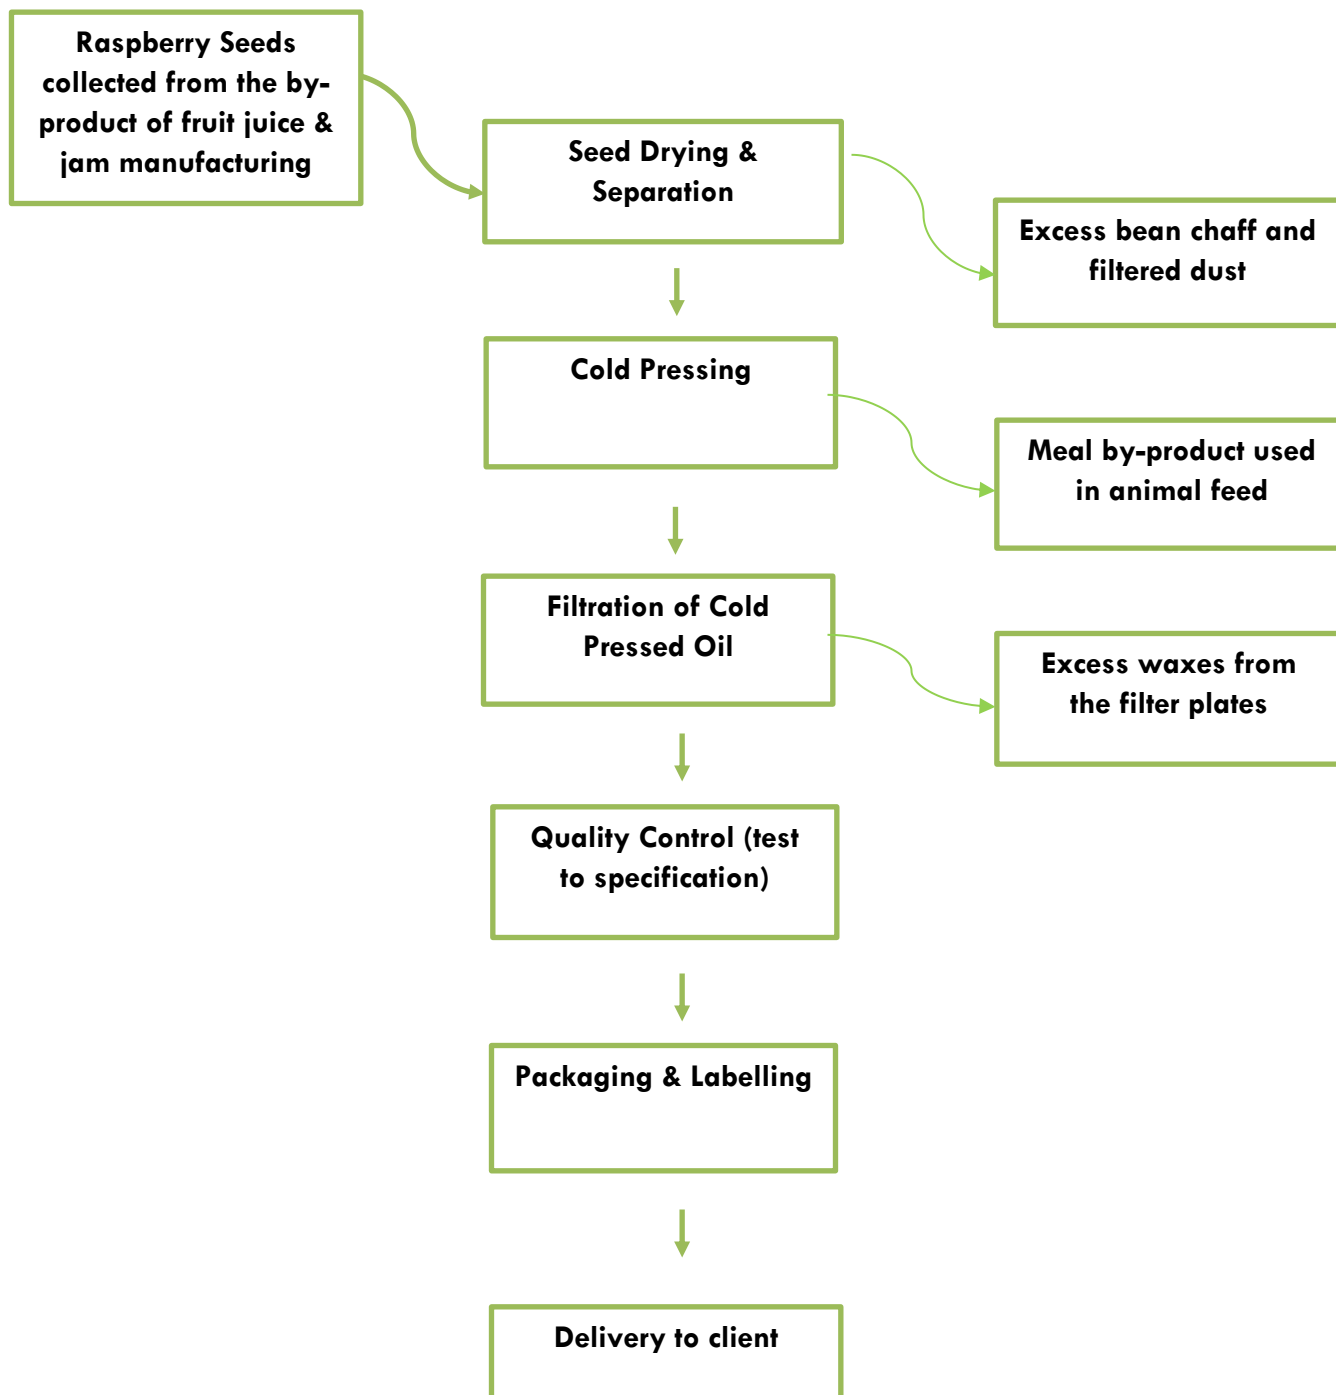 Raspberry Seeds
collected from the by-
product of fruit juice &
jam manufacturing
Seed Drying &
Separation
Excess bean chaff and
filtered dust
Cold Pressing
Meal by-product used
in animal feed
Filtration of Cold
Pressed Oil
Excess waxes from
the filter plates
Quality Control (test
to specification)
Packaging & Labelling
Delivery to client